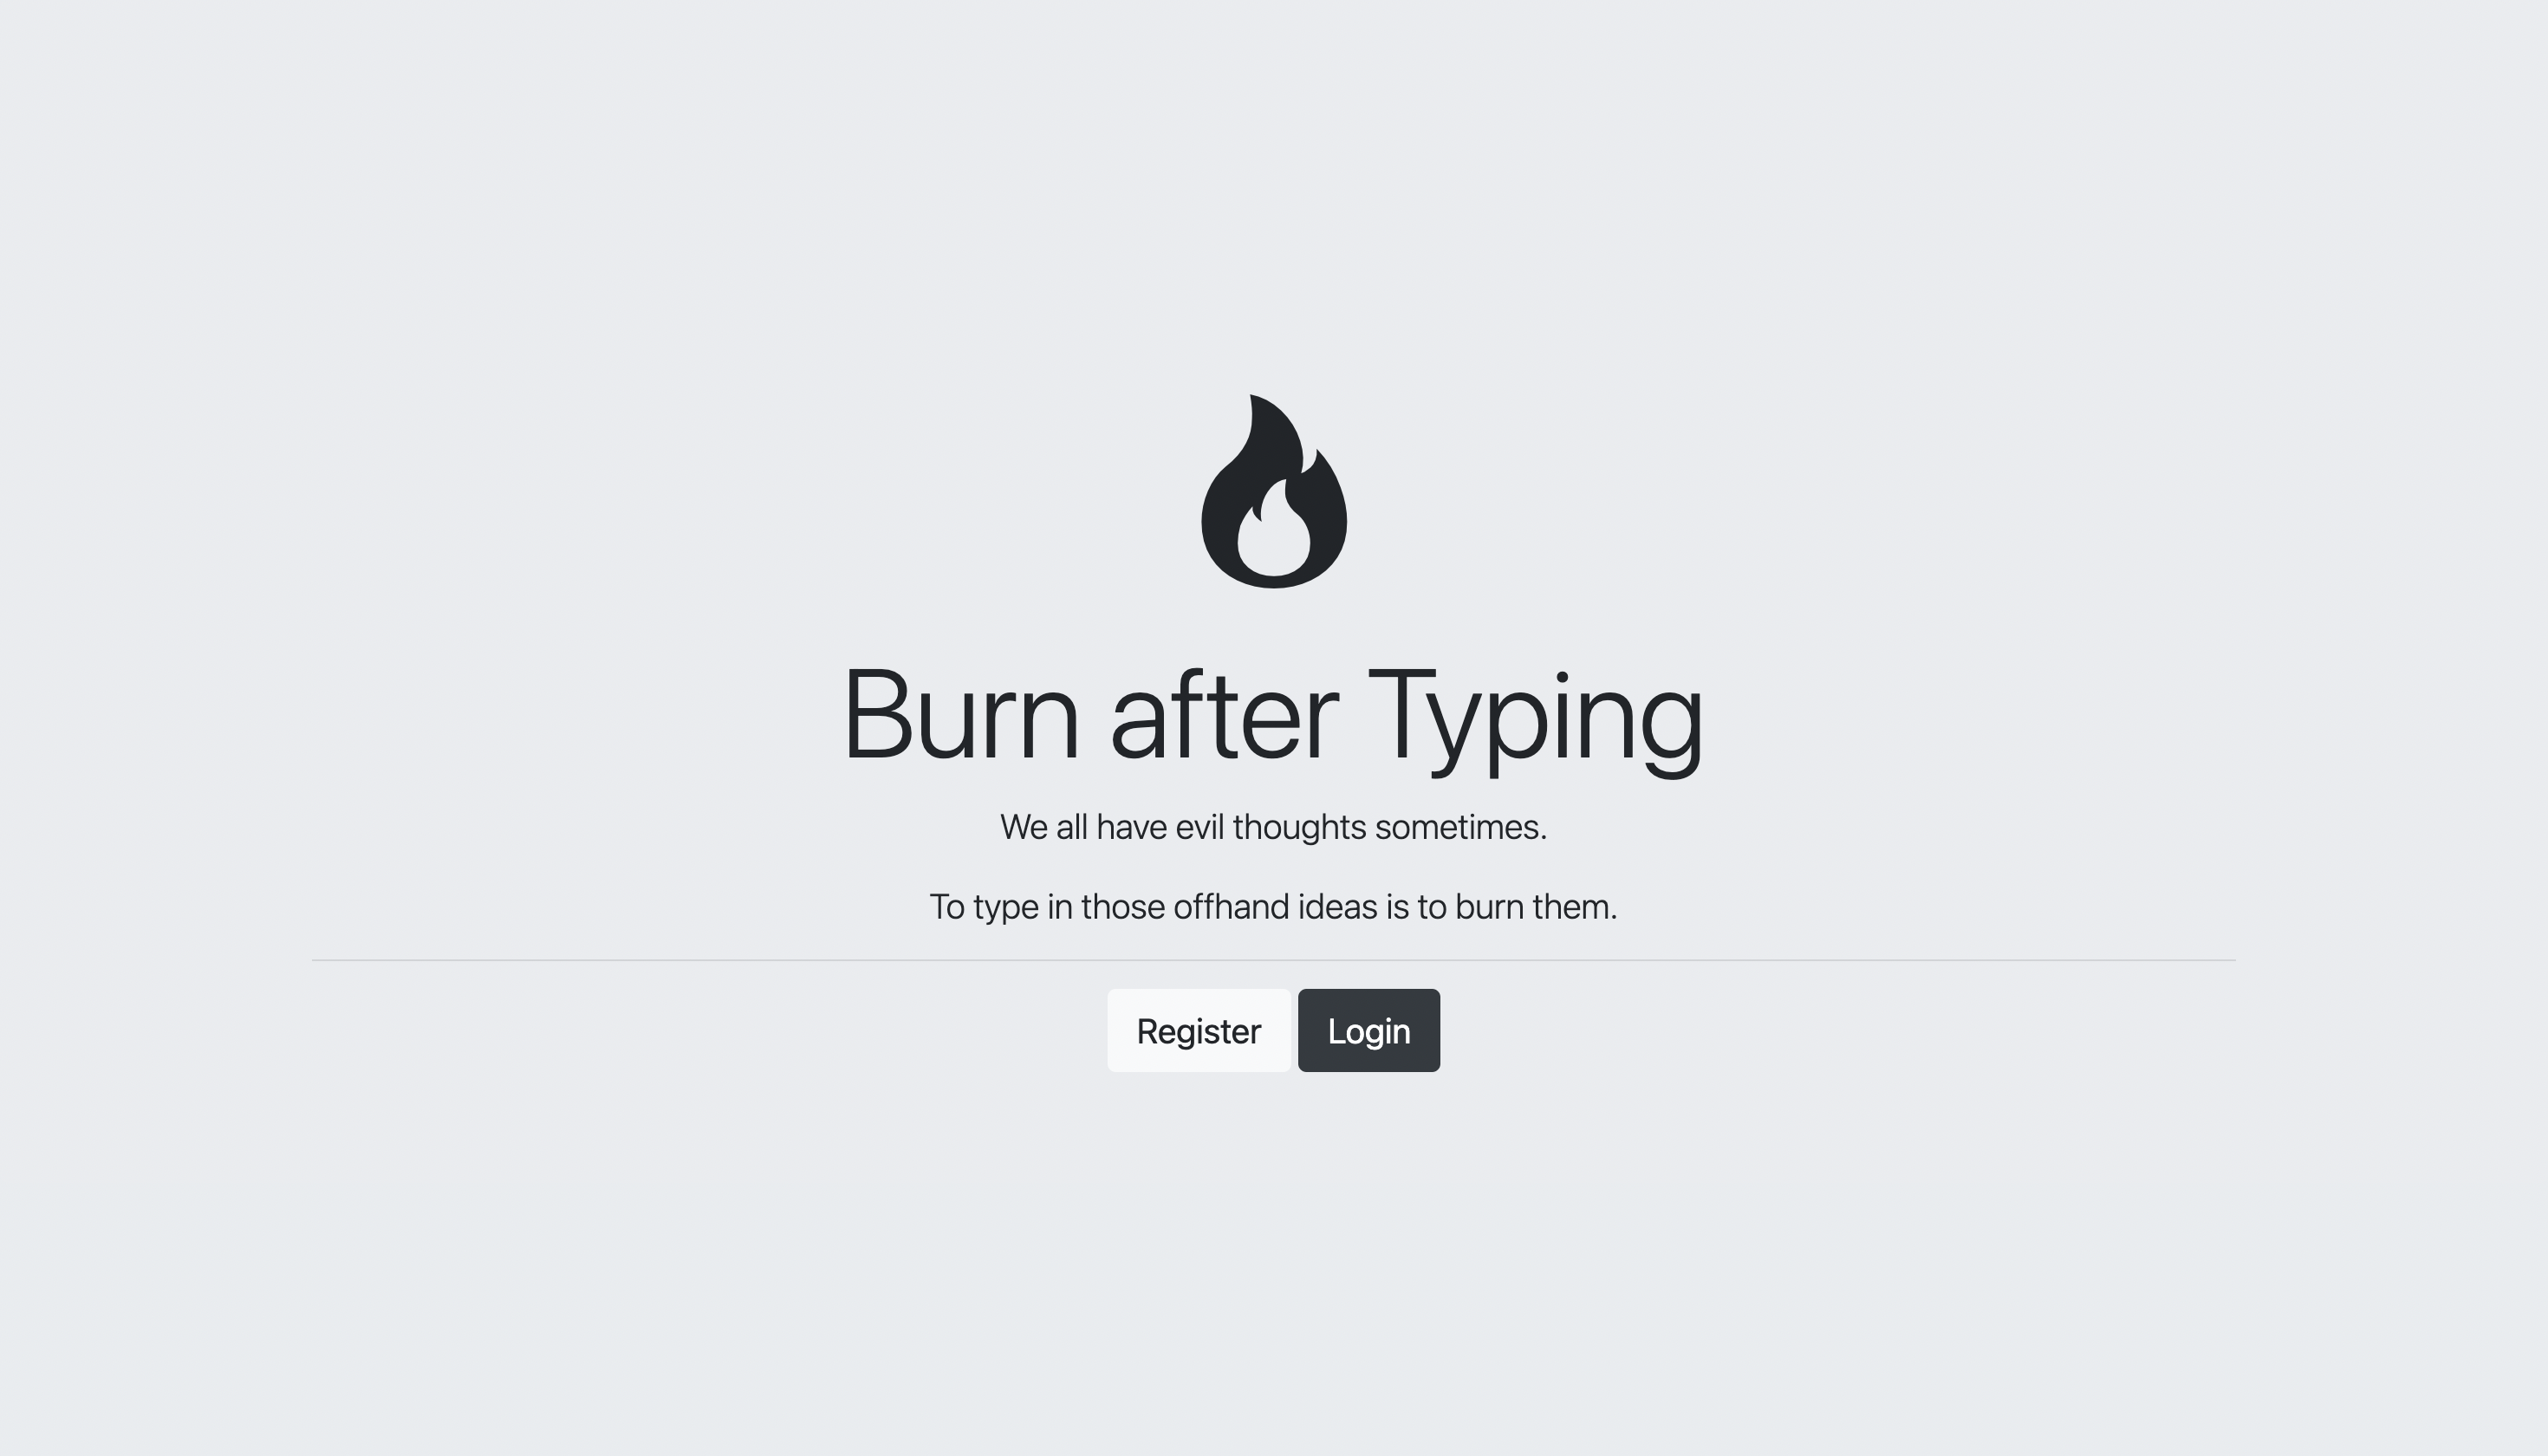 Burn after Typing
We all have evil thoughts sometimes.
To type in those offhand ideas is to burn them.
Register Login